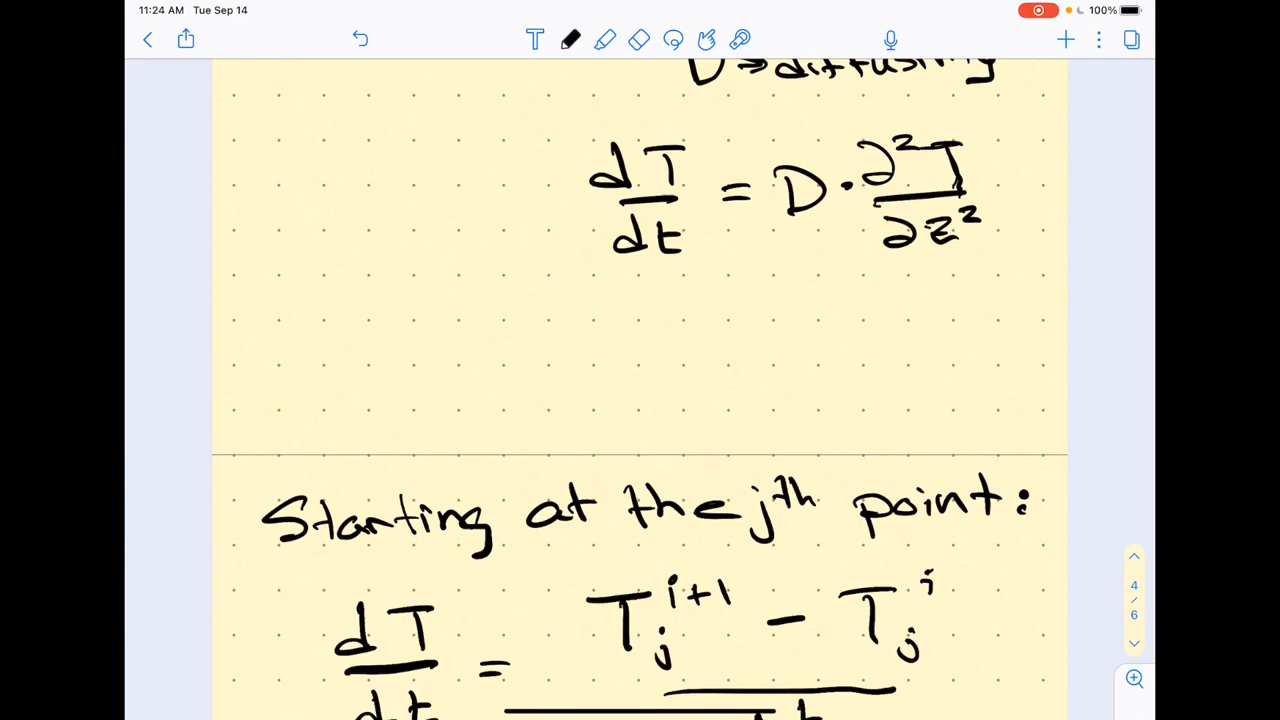 11:24 AM Tue Sep 14 100%
D → diffusivity
dT/dt = D · ∂²T/∂z²
4 / 6
Starting at the jth point:
dT/dt = T_j^{i+1} - T_j^i